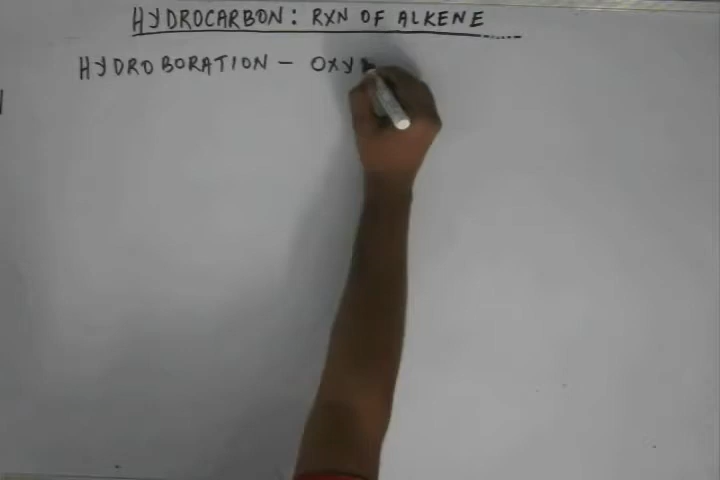 HYDROCARBON: RXN OF ALKENE
HYDROBORATION - OXY